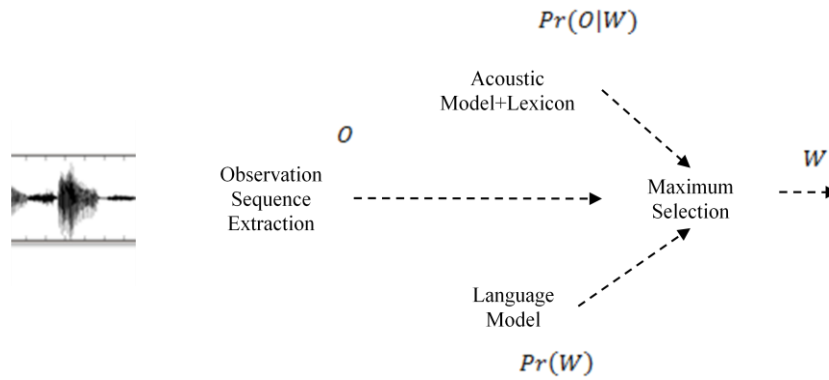 Pr(O|W)
Acoustic
Model+Lexicon
O
W
Observation
Sequence
Extraction
Maximum
Selection
Language
Model
Pr(W)